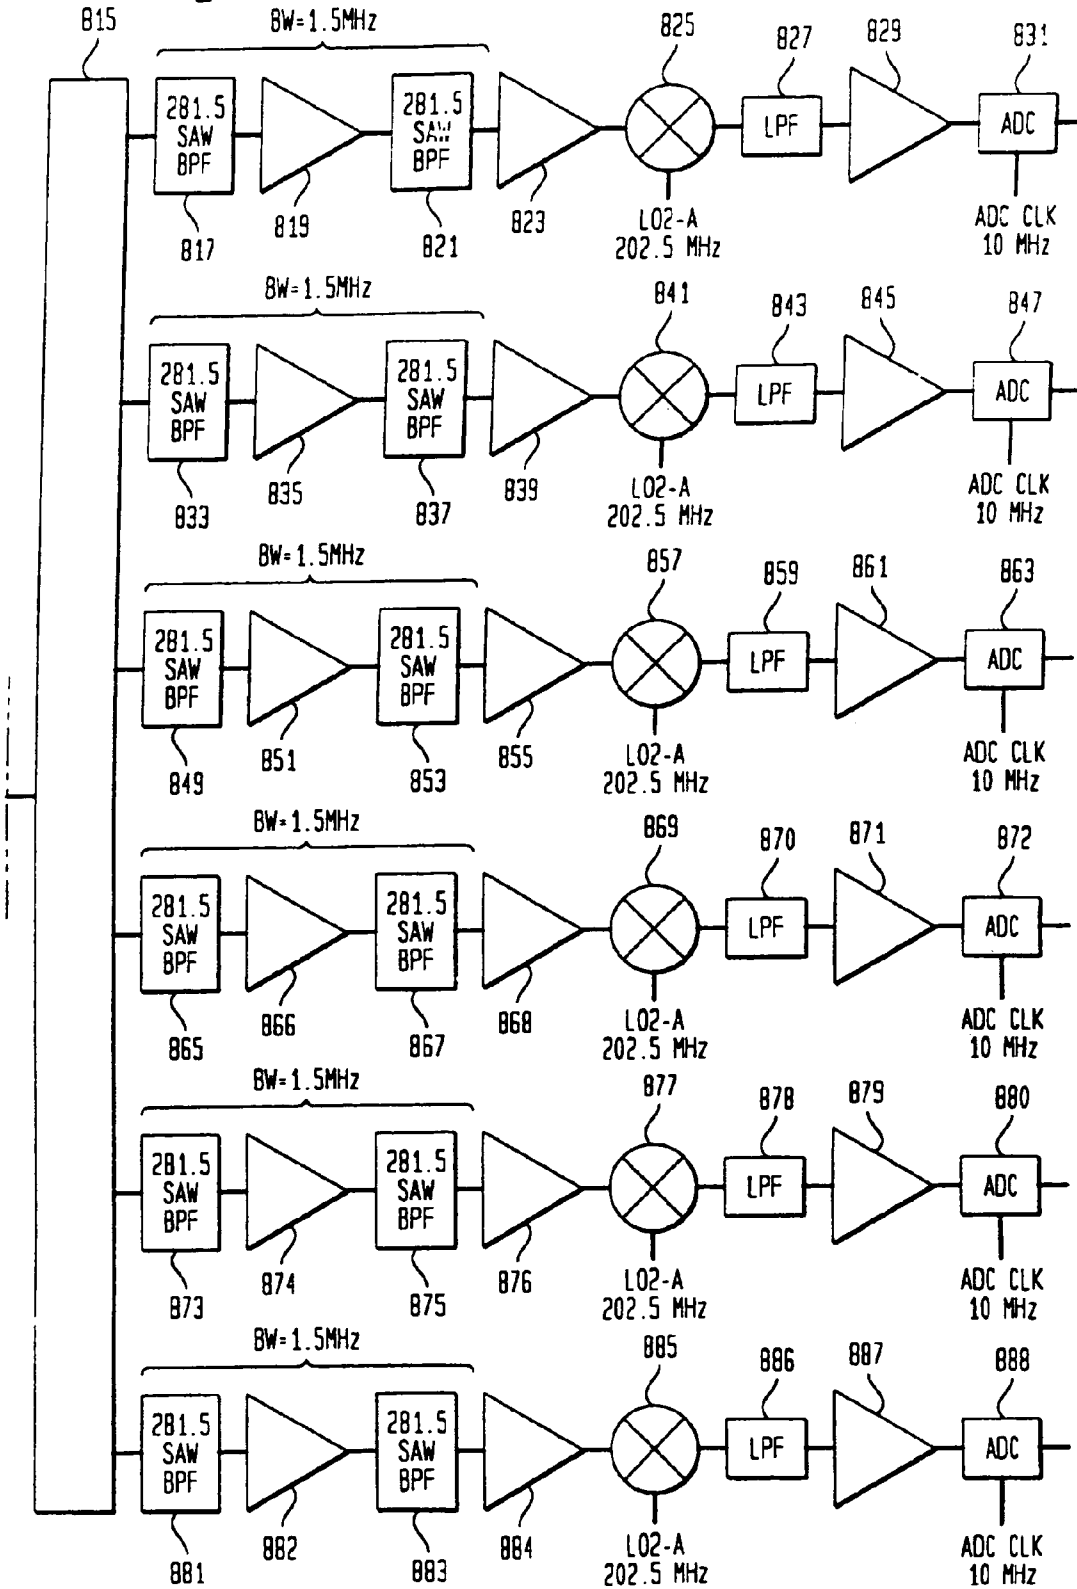 815
BW=1.5MHz
825
827
829
831
281.5
SAW
BPF
281.5
SAW
BPF
LPF
ADC
817
819
821
823
LO2-A
202.5 MHz
ADC CLK
10 MHz
BW=1.5MHz
841
843
845
847
281.5
SAW
BPF
281.5
SAW
BPF
LPF
ADC
833
835
837
839
LO2-A
202.5 MHz
ADC CLK
10 MHz
BW=1.5MHz
857
859
861
863
281.5
SAW
BPF
281.5
SAW
BPF
LPF
ADC
849
851
853
855
LO2-A
202.5 MHz
ADC CLK
10 MHz
BW=1.5MHz
869
870
871
872
281.5
SAW
BPF
281.5
SAW
BPF
LPF
ADC
865
866
867
868
LO2-A
202.5 MHz
ADC CLK
10 MHz
BW=1.5MHz
877
878
879
880
281.5
SAW
BPF
281.5
SAW
BPF
LPF
ADC
873
874
875
876
LO2-A
202.5 MHz
ADC CLK
10 MHz
BW=1.5MHz
885
886
887
888
281.5
SAW
BPF
281.5
SAW
BPF
LPF
ADC
881
882
883
884
LO2-A
202.5 MHz
ADC CLK
10 MHz